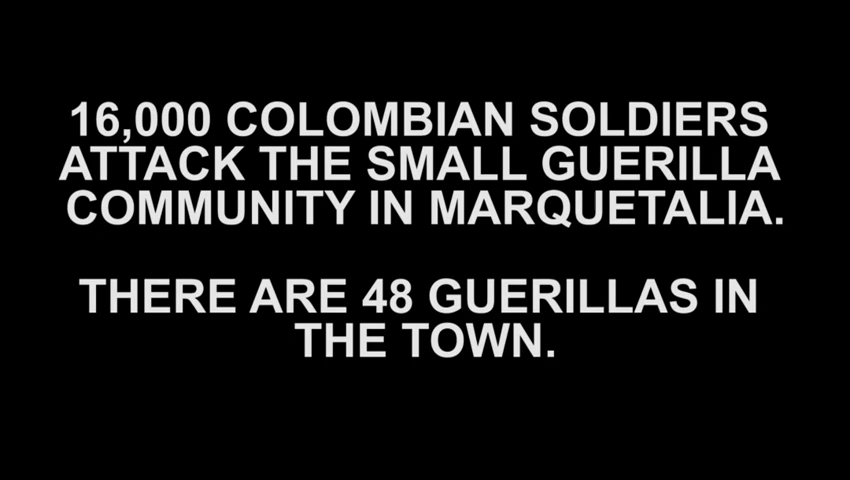 16,000 COLOMBIAN SOLDIERS
ATTACK THE SMALL GUERILLA
COMMUNITY IN MARQUETALIA.
THERE ARE 48 GUERILLAS IN
THE TOWN.